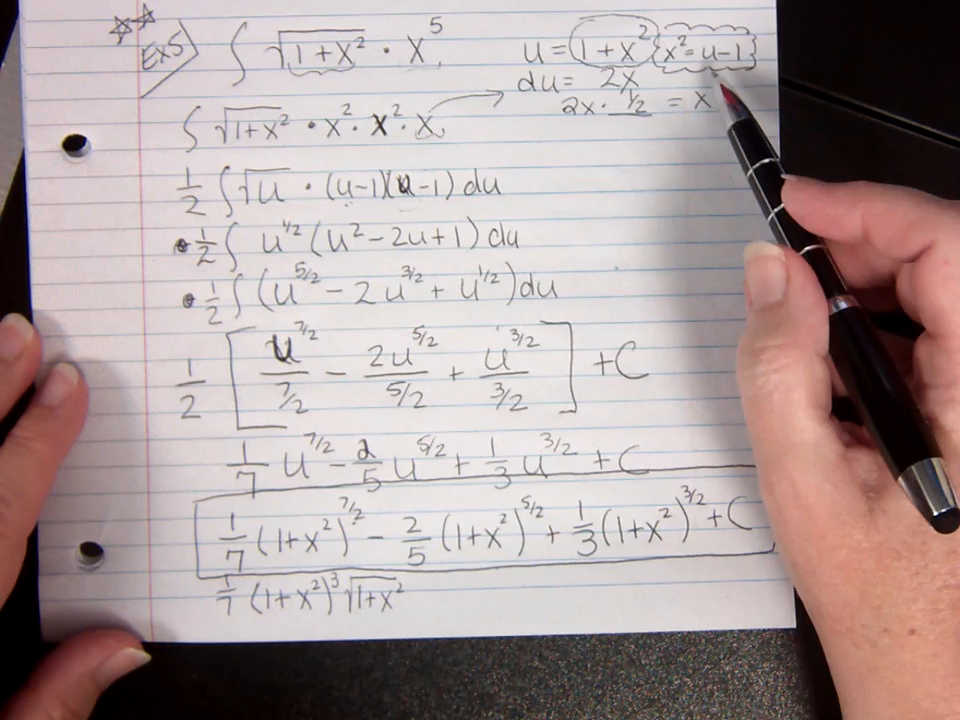 ☆☆ Ex 5 ∫ √(1+x²) · x⁵
u = 1+x² {x² = u-1}
du = 2x
2x · 1/2 = x
∫ √(1+x²) · x² · x² · x
1/2 ∫ √u · (u-1)(u-1) du
• 1/2 ∫ u^(1/2) (u² - 2u + 1) du
• 1/2 ∫ (u^(5/2) - 2u^(3/2) + u^(1/2)) du
1/2 [ u^(7/2)/(7/2) - 2u^(5/2)/(5/2) + u^(3/2)/(3/2) ] + C
1/7 u^(7/2) - 2/5 u^(5/2) + 1/3 u^(3/2) + C
1/7 (1+x²)^(7/2) - 2/5 (1+x²)^(5/2) + 1/3 (1+x²)^(3/2) + C
1/7 (1+x²)³ √(1+x²)